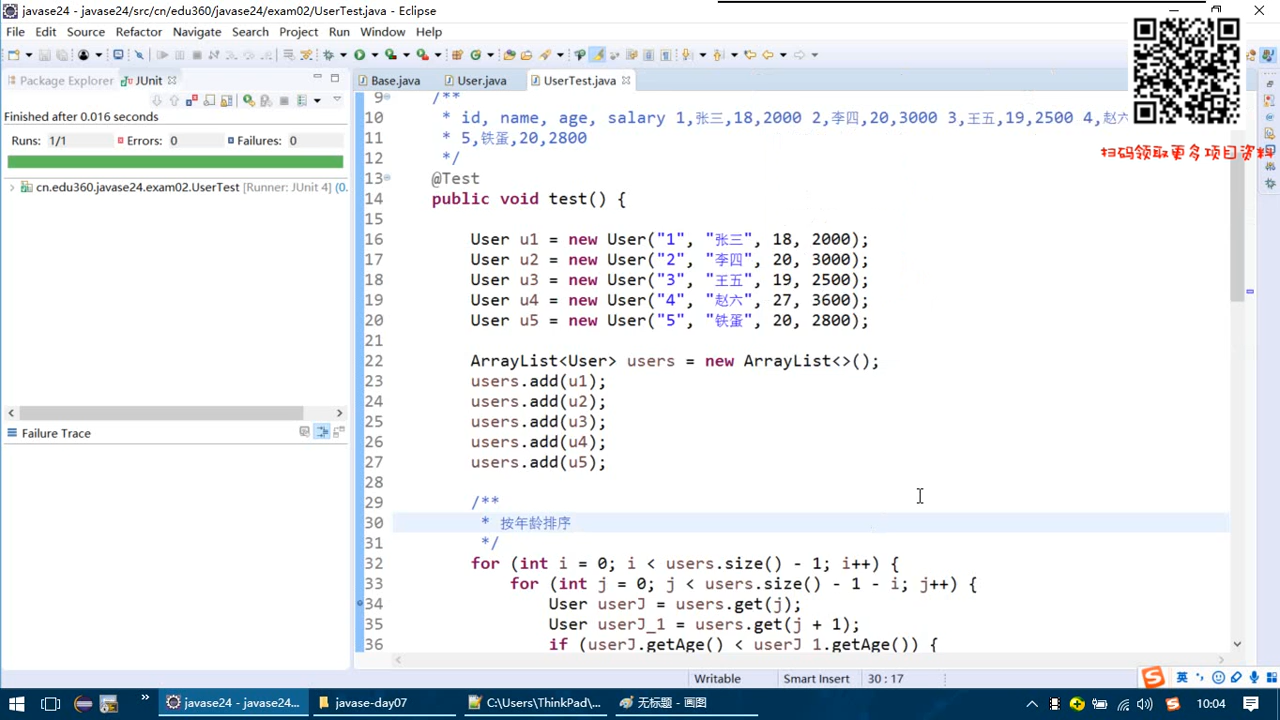 javase24 - javase24/src/cn/edu360/javase24/exam02/UserTest.java - Eclipse
File Edit Source Refactor Navigate Search Project Run Window Help
Package Explorer JUnit
Base.java User.java UserTest.java
Finished after 0.016 seconds
Runs: 1/1 Errors: 0 Failures: 0
cn.edu360.javase24.exam02.UserTest [Runner: JUnit 4] (0.
Failure Trace
扫码领取更多项目资料
9 /**
10 * id, name, age, salary 1,张三,18,2000 2,李四,20,3000 3,王五,19,2500 4,赵六
11 * 5,铁蛋,20,2800
12 */
13 @Test
14 public void test() {
15
16 User u1 = new User("1", "张三", 18, 2000);
17 User u2 = new User("2", "李四", 20, 3000);
18 User u3 = new User("3", "王五", 19, 2500);
19 User u4 = new User("4", "赵六", 27, 3600);
20 User u5 = new User("5", "铁蛋", 20, 2800);
21
22 ArrayList<User> users = new ArrayList<>();
23 users.add(u1);
24 users.add(u2);
25 users.add(u3);
26 users.add(u4);
27 users.add(u5);
28
29 /**
30 * 按年龄排序
31 */
32 for (int i = 0; i < users.size() - 1; i++) {
33 for (int j = 0; j < users.size() - 1 - i; j++) {
34 User userJ = users.get(j);
35 User userJ_1 = users.get(j + 1);
36 if (userJ.getAge() < userJ_1.getAge()) {
Writable Smart Insert 30 : 17
英
javase24 - javase24... javase-day07 C:\Users\ThinkPad\... 无标题 - 画图
10:04